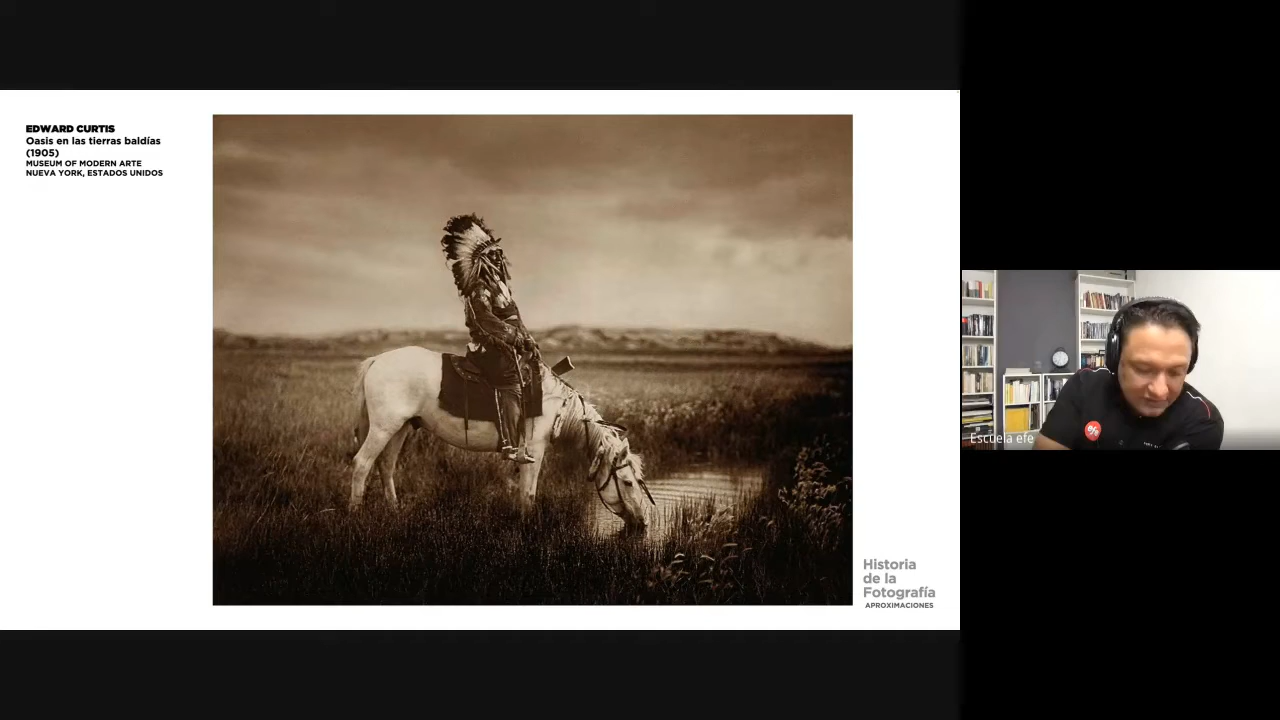 EDWARD CURTIS
Oasis en las tierras baldías
(1905)
MUSEUM OF MODERN ARTE
NUEVA YORK, ESTADOS UNIDOS
Historia
de la
Fotografía
APROXIMACIONES
Escuela efe
efe